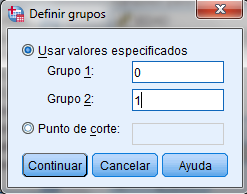 Definir grupos
Usar valores especificados
Grupo 1: 0
Grupo 2: 1
Punto de corte:
Continuar Cancelar Ayuda